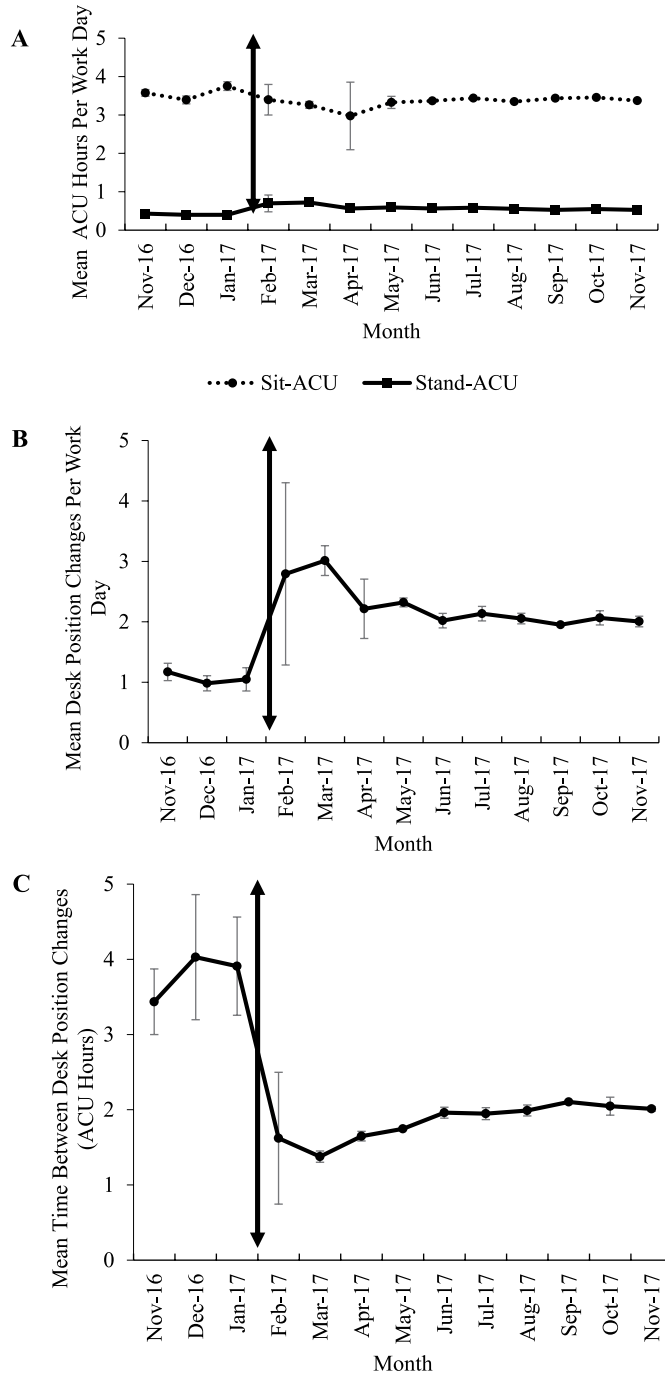 A
Mean ACU Hours Per Work Day
5
4
3
2
1
0
Nov-16
Dec-16
Jan-17
Feb-17
Mar-17
Apr-17
May-17
Jun-17
Jul-17
Aug-17
Sep-17
Oct-17
Nov-17
Month
Sit-ACU
Stand-ACU
B
Mean Desk Position Changes Per Work
Day
5
4
3
2
1
0
Nov-16
Dec-16
Jan-17
Feb-17
Mar-17
Apr-17
May-17
Jun-17
Jul-17
Aug-17
Sep-17
Oct-17
Nov-17
Month
C
Mean Time Between Desk Position Changes
(ACU Hours)
5
4
3
2
1
0
Nov-16
Dec-16
Jan-17
Feb-17
Mar-17
Apr-17
May-17
Jun-17
Jul-17
Aug-17
Sep-17
Oct-17
Nov-17
Month